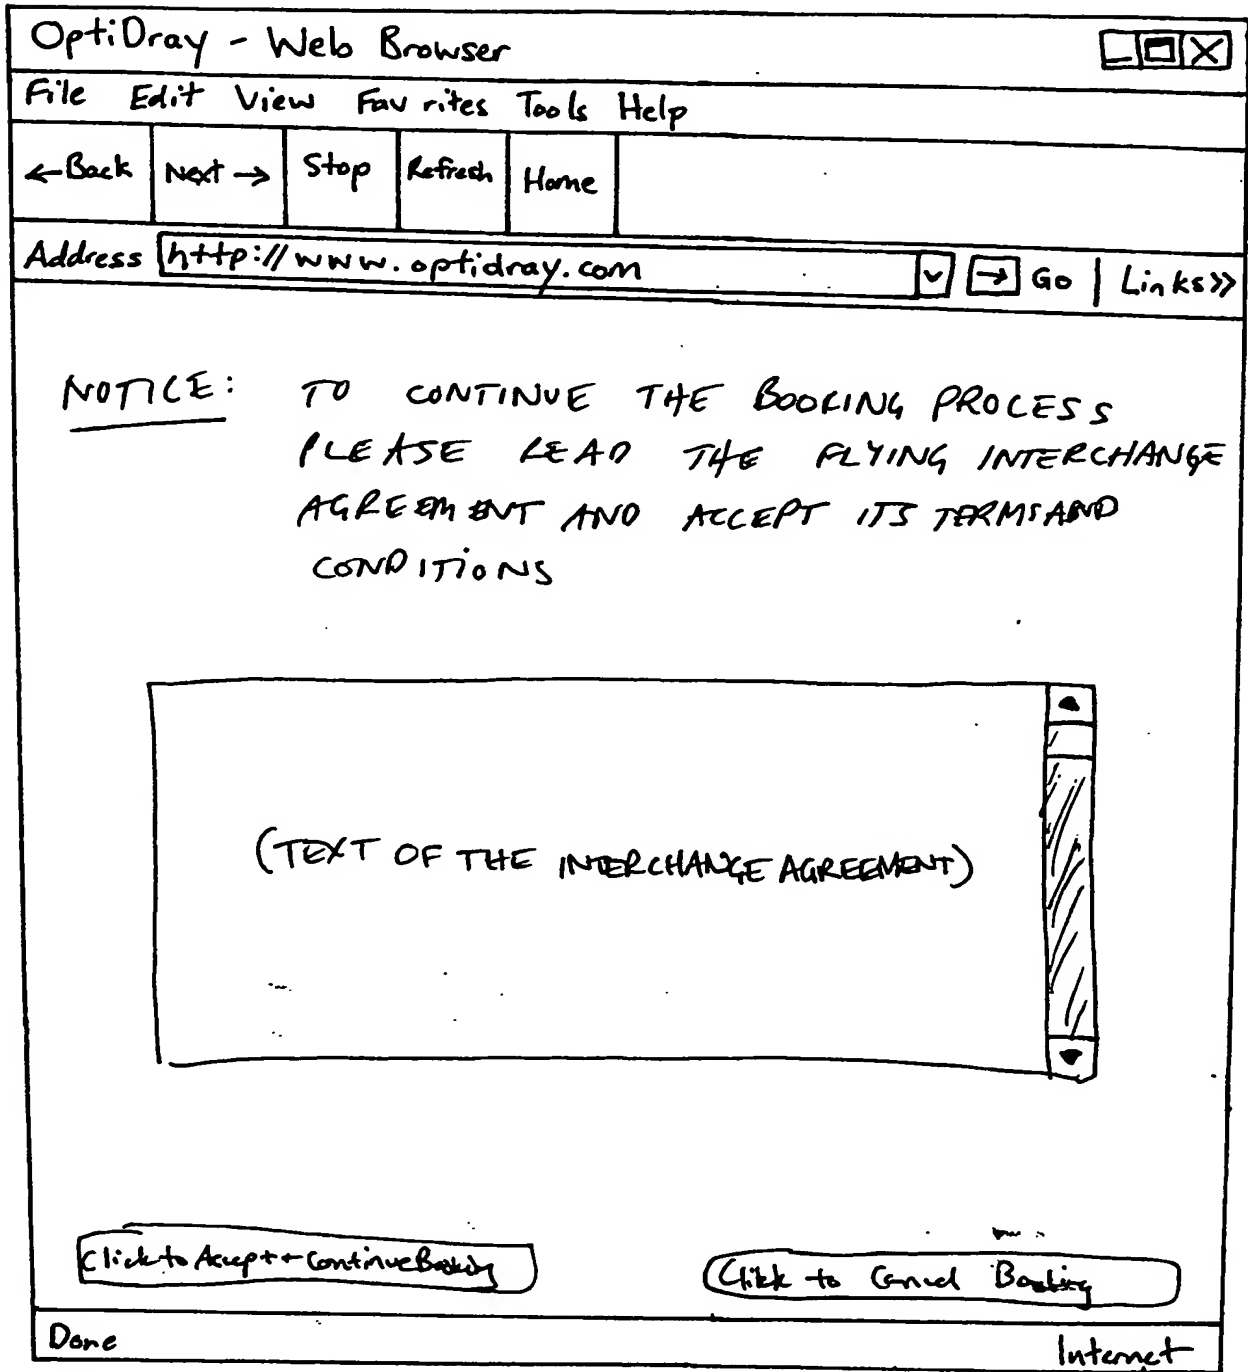 OptiDray - Web Browser
File Edit View Fav rites Tools Help
←Back Next → Stop Refresh Home
Address http://www.optidray.com Go | Links»
NOTICE: TO CONTINUE THE BOOKING PROCESS
PLEASE READ THE FLYING INTERCHANGE
AGREEMENT AND ACCEPT ITS TERMS AND
CONDITIONS
(TEXT OF THE INTERCHANGE AGREEMENT)
Click to Accept + Continue Booking
Click to Cancel Booking
Done Internet